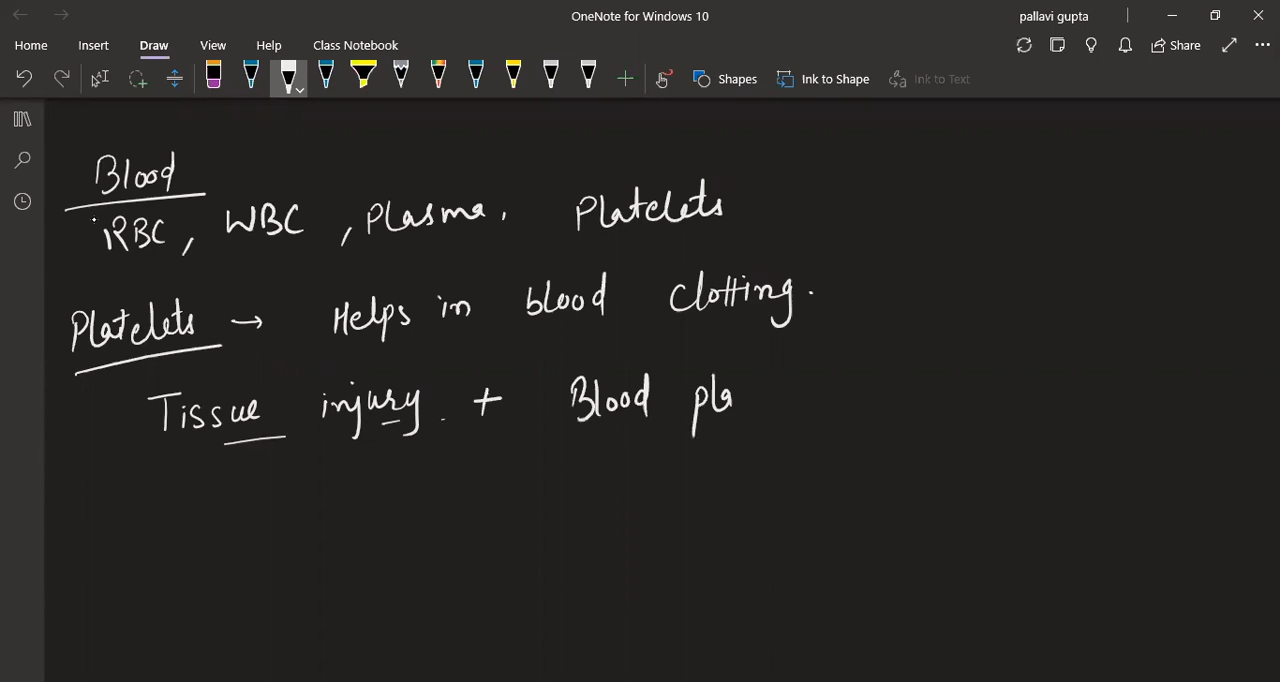 OneNote for Windows 10
pallavi gupta
Home Insert Draw View Help Class Notebook
Share
Shapes Ink to Shape Ink to Text
Blood
RBC, WBC, Plasma, Platelets
Platelets → Helps in blood clotting.
Tissue injury. + Blood pla